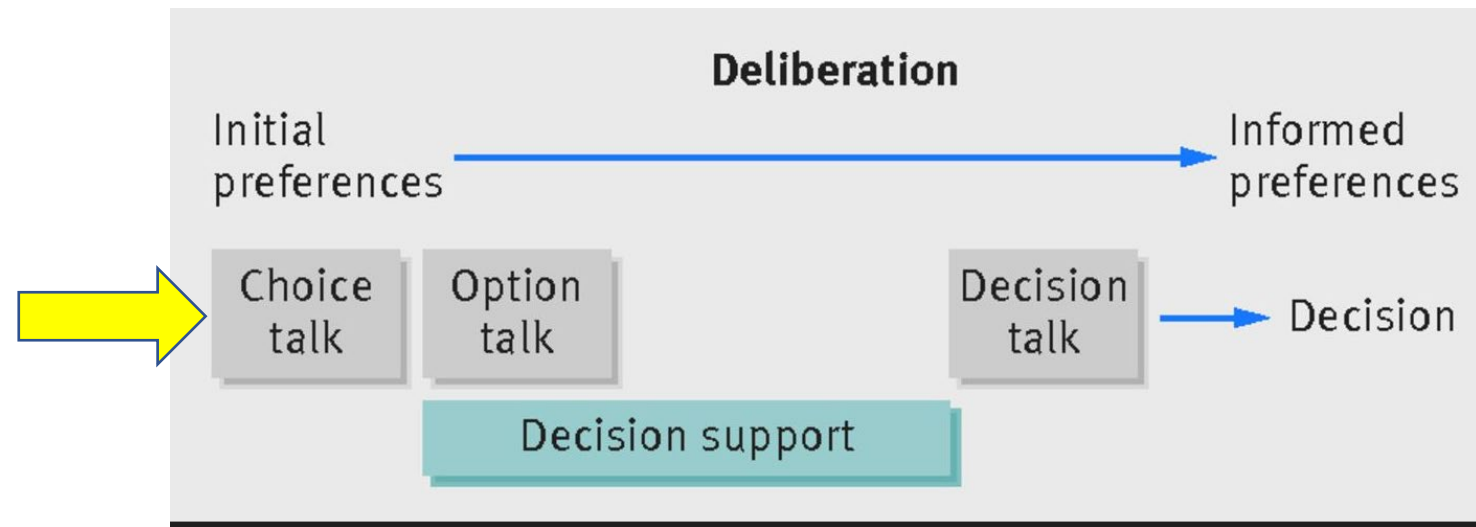 Deliberation
Initial
preferences
Informed
preferences
Choice
talk
Option
talk
Decision
talk
Decision
Decision support